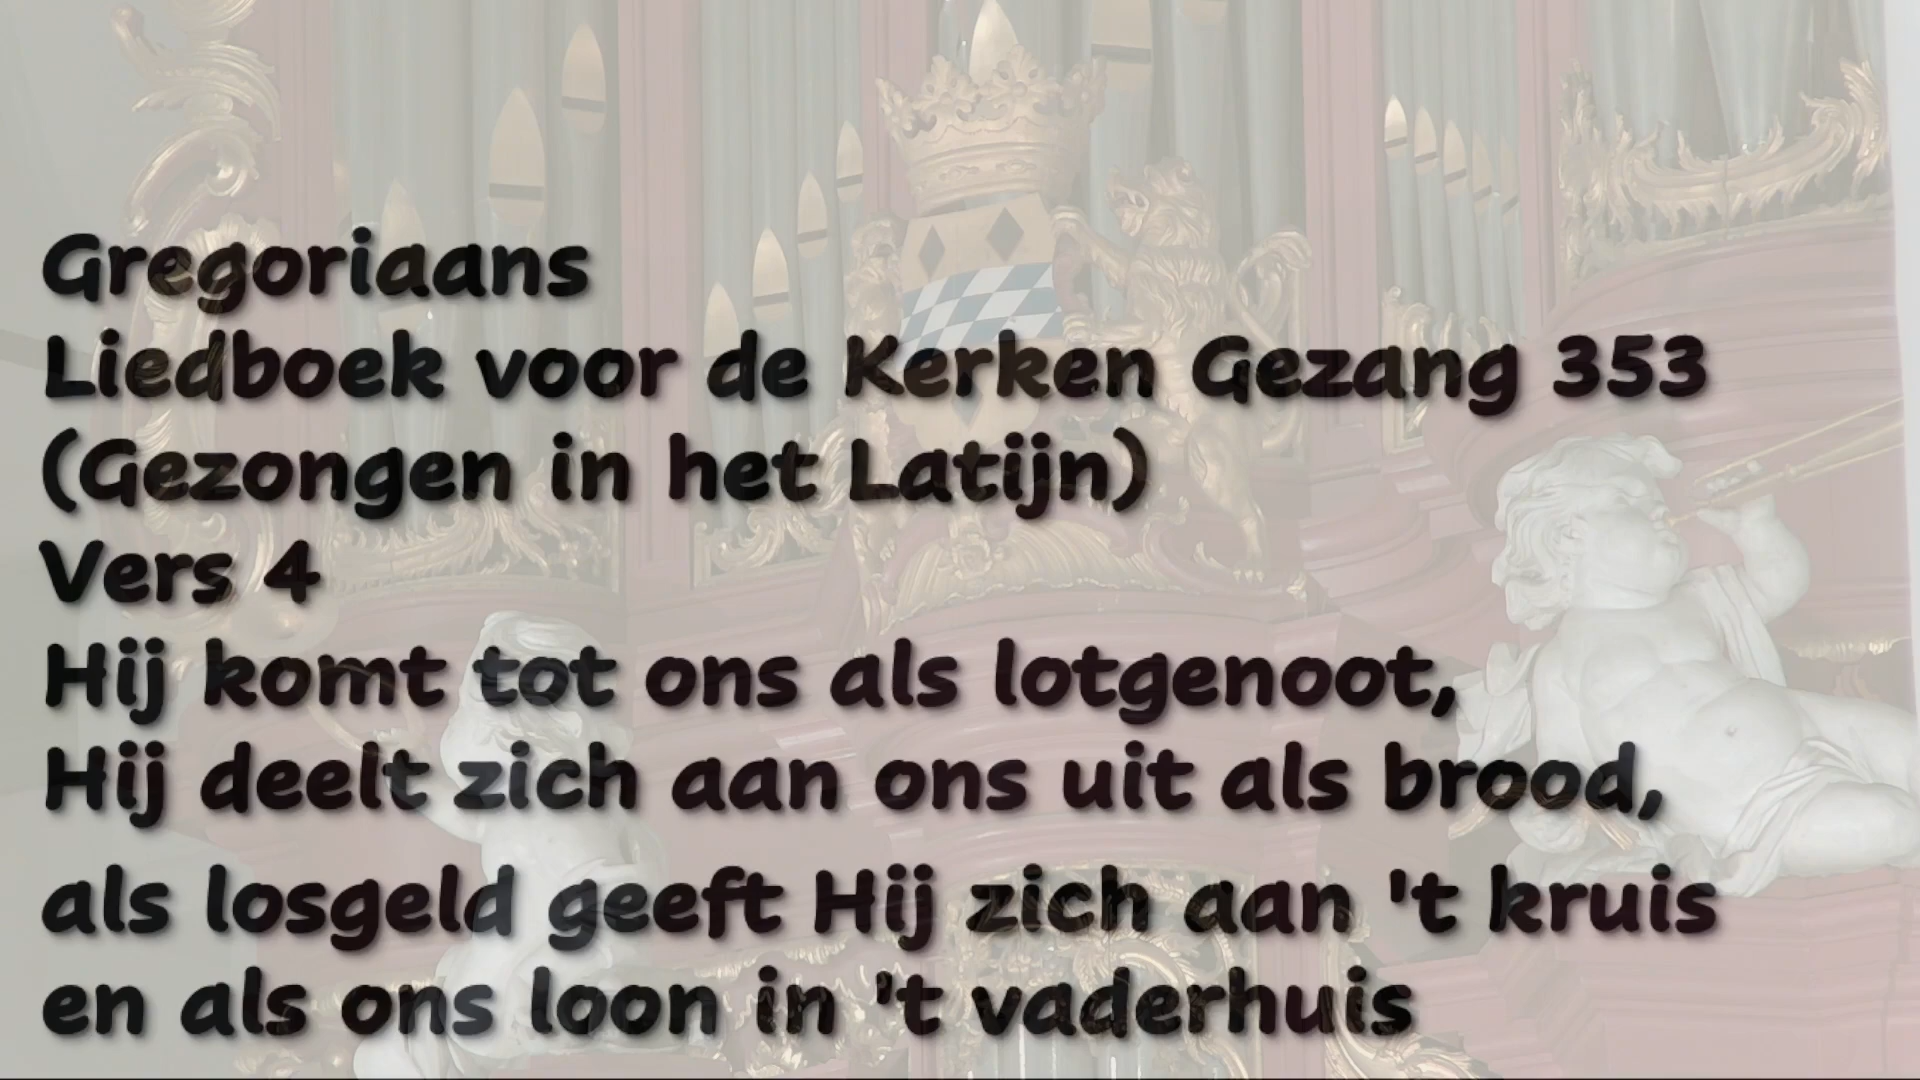 Gregoriaans
Liedboek voor de Kerken Gezang 353
(Gezongen in het Latijn)
Vers 4
Hij komt tot ons als lotgenoot,
Hij deelt zich aan ons uit als brood,
als losgeld geeft Hij zich aan 't kruis
en als ons loon in 't vaderhuis